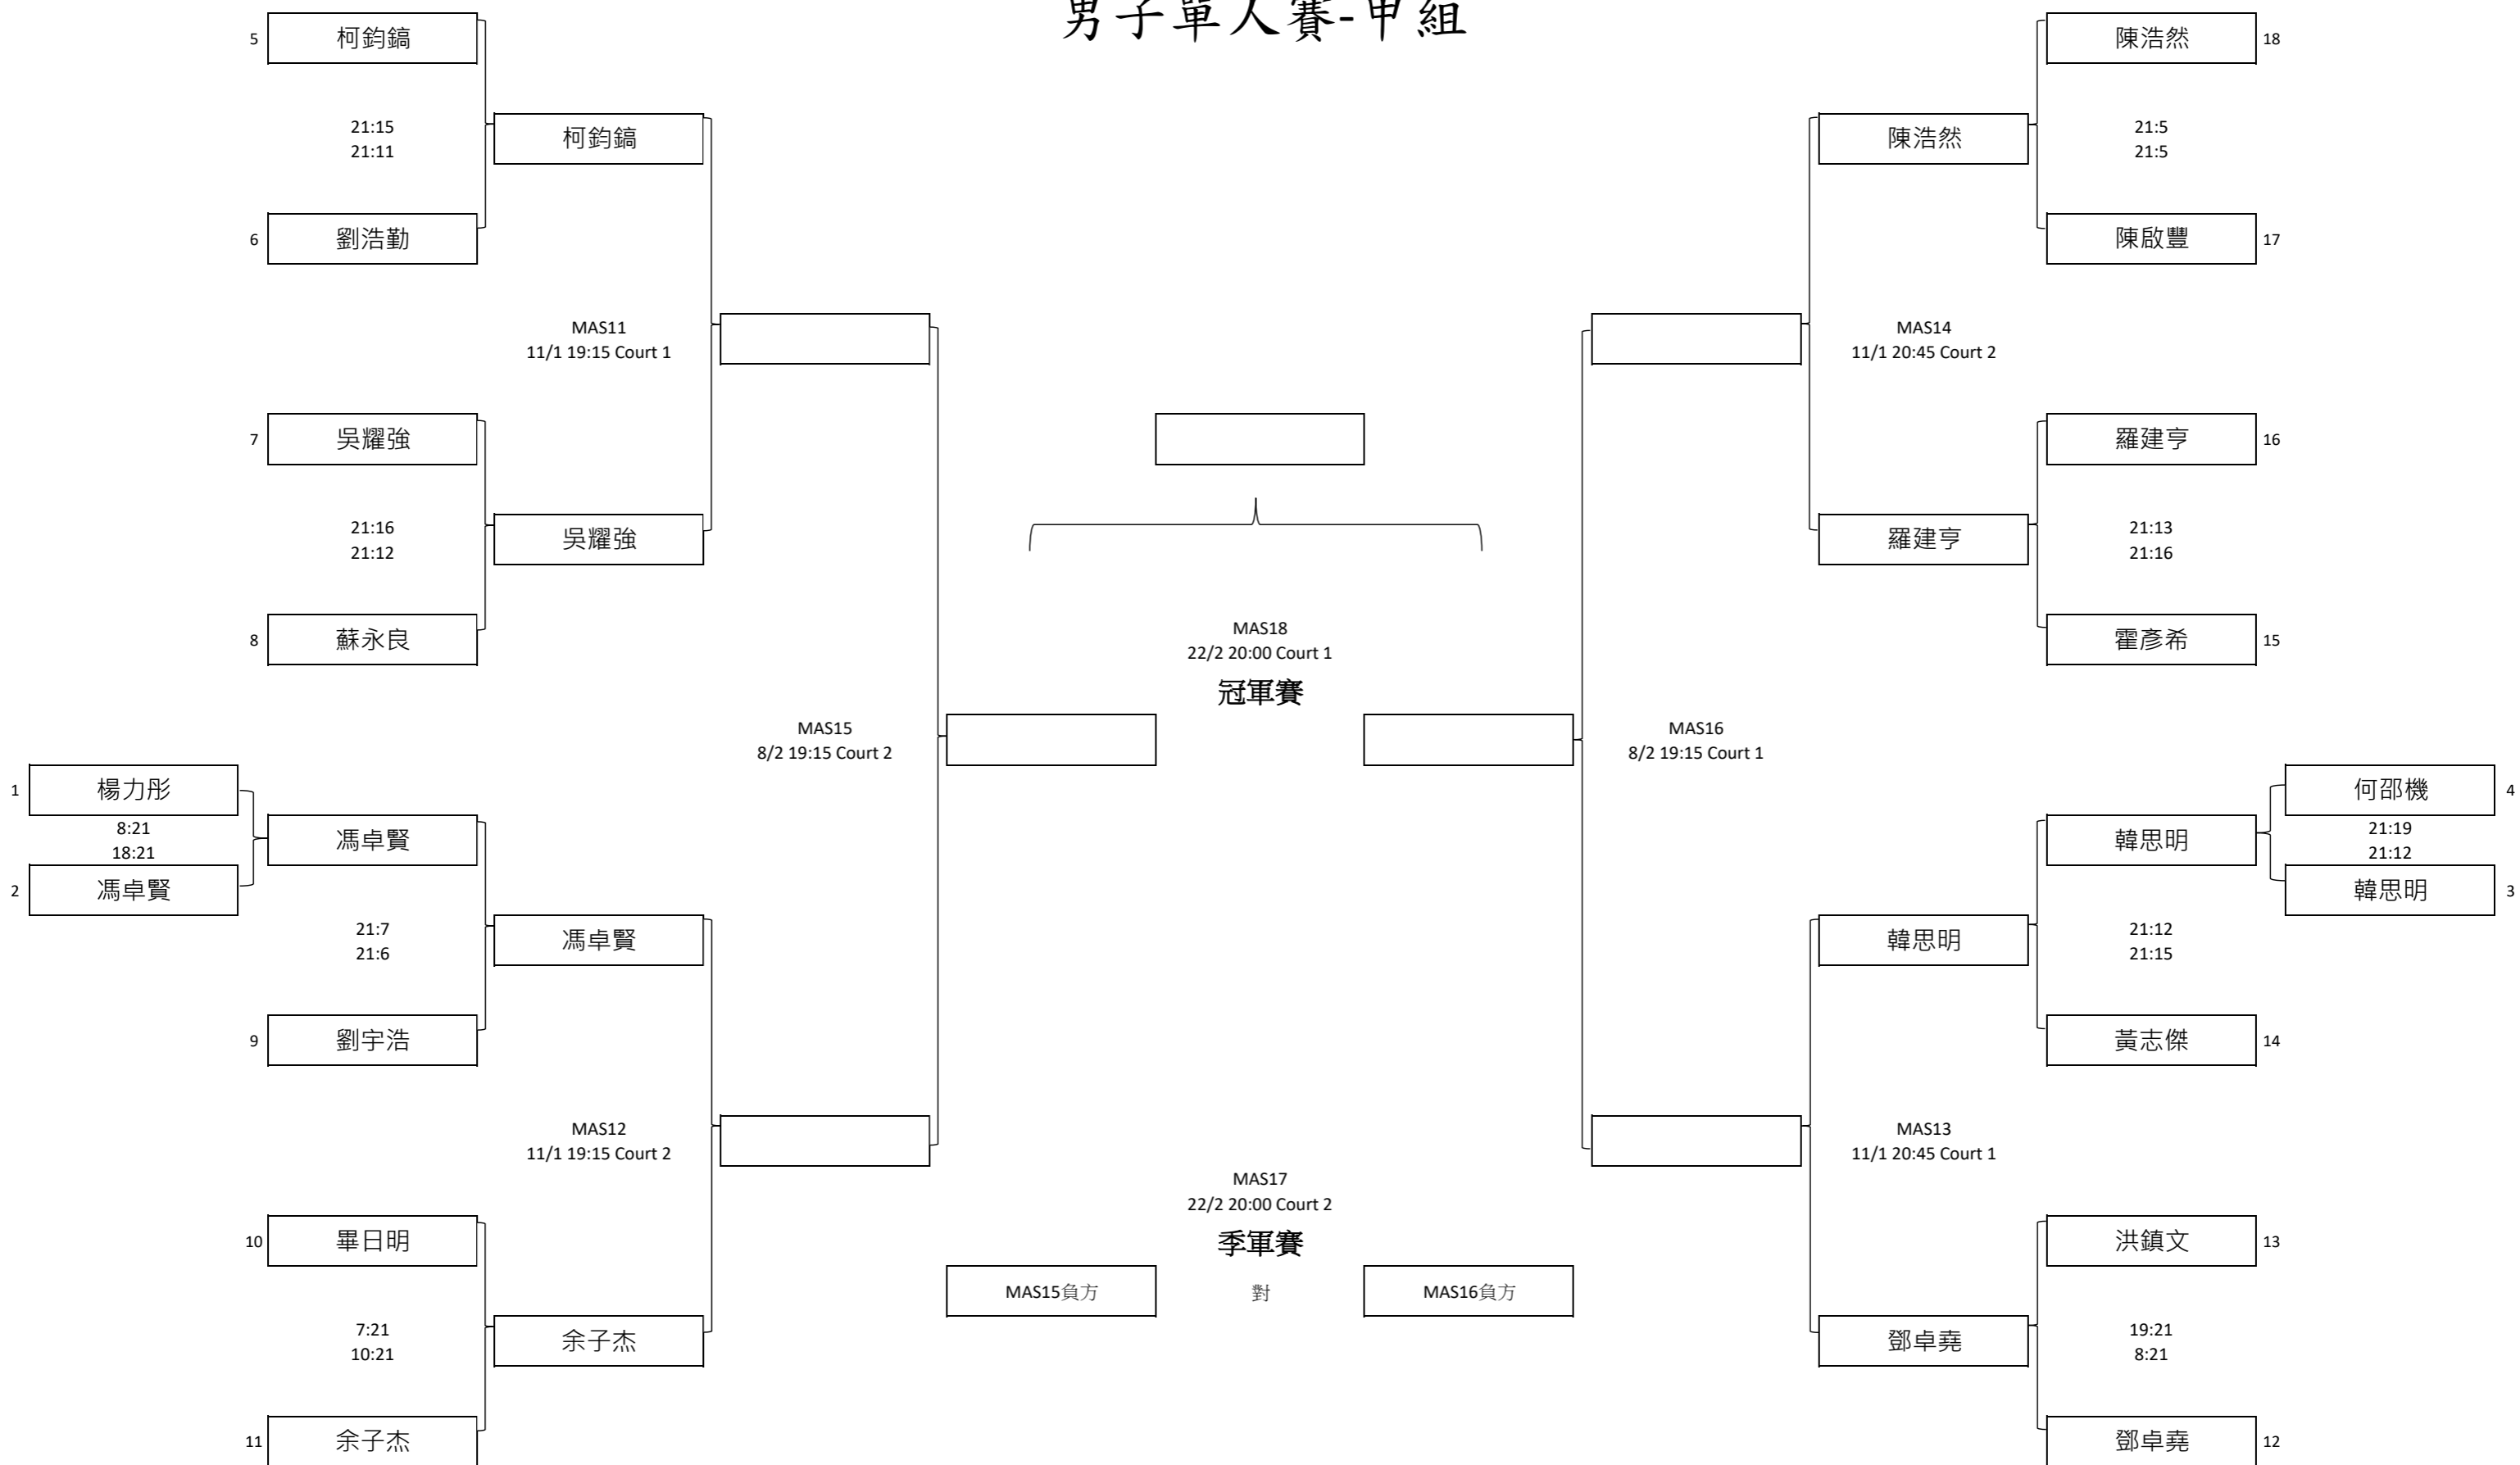 男子單人賽-甲組
5
柯鈞鎬
陳浩然
18
21:15
21:11
柯鈞鎬
陳浩然
21:5
21:5
6
劉浩勤
陳啟豐
17
MAS11
11/1 19:15 Court 1
MAS14
11/1 20:45 Court 2
7
吳耀強
羅建亨
16
21:16
21:12
吳耀強
羅建亨
21:13
21:16
8
蘇永良
霍彥希
15
MAS18
22/2 20:00 Court 1
冠軍賽
MAS15
8/2 19:15 Court 2
MAS16
8/2 19:15 Court 1
1
楊力彤
何邵機
4
8:21
18:21
馮卓賢
韓思明
21:19
21:12
2
馮卓賢
韓思明
3
21:7
21:6
馮卓賢
韓思明
21:12
21:15
9
劉宇浩
黃志傑
14
MAS12
11/1 19:15 Court 2
MAS13
11/1 20:45 Court 1
MAS17
22/2 20:00 Court 2
季軍賽
10
畢日明
洪鎮文
13
MAS15負方
對
MAS16負方
7:21
10:21
余子杰
鄧卓堯
19:21
8:21
11
余子杰
鄧卓堯
12